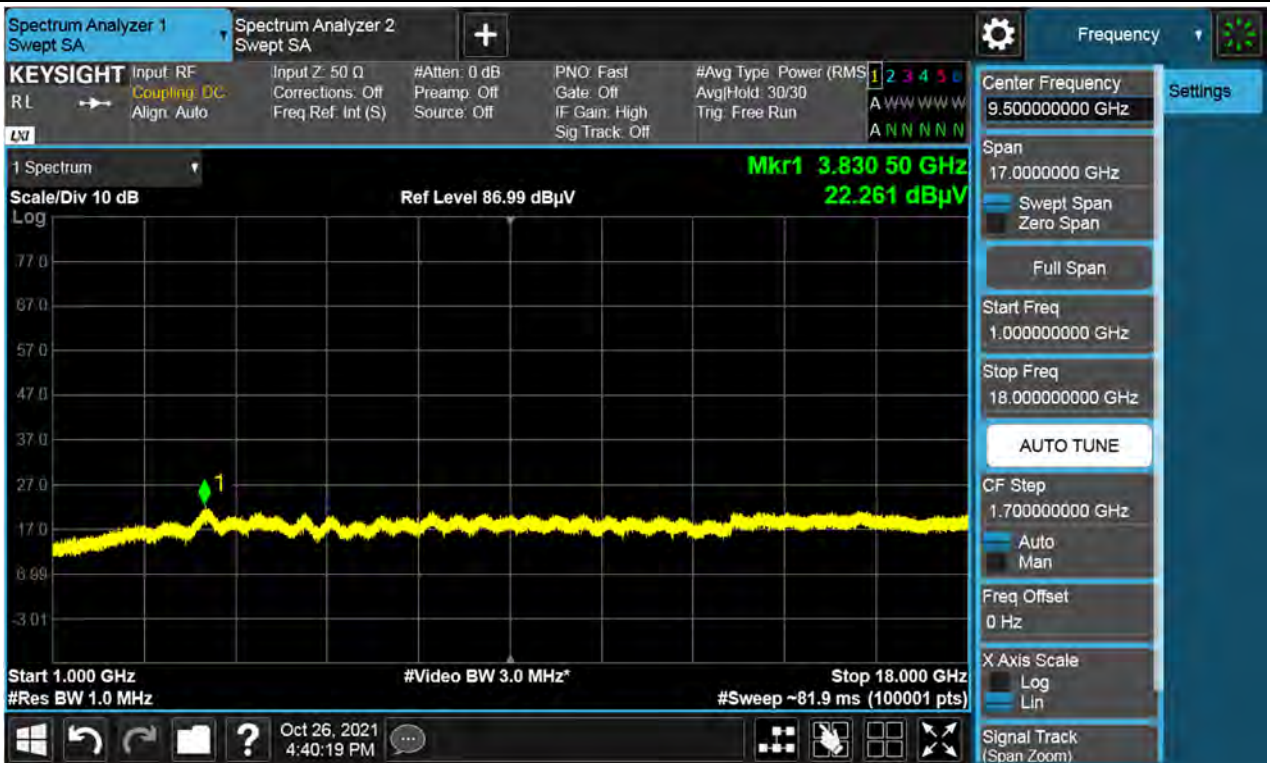 Spectrum Analyzer 1
Swept SA
Spectrum Analyzer 2
Swept SA
Frequency
KEYSIGHT
RL
LXI
Input: RF
Coupling: DC
Align: Auto
Input Z: 50 Ω
Corrections: Off
Freq Ref: Int (S)
#Atten: 0 dB
Preamp: Off
Source: Off
PNO: Fast
Gate: Off
IF Gain: High
Sig Track: Off
#Avg Type: Power (RMS
Avg|Hold: 30/30
Trig: Free Run
1 2 3 4 5 6
A W W W W W
A N N N N N
1 Spectrum
Scale/Div 10 dB
Ref Level 86.99 dBµV
Mkr1 3.830 50 GHz
22.261 dBµV
Log
77.0
67.0
57.0
47.0
37.0
27.0
17.0
6.99
-3.01
1
Start 1.000 GHz
#Res BW 1.0 MHz
#Video BW 3.0 MHz*
Stop 18.000 GHz
#Sweep ~81.9 ms (100001 pts)
Oct 26, 2021
4:40:19 PM
Center Frequency
9.500000000 GHz
Span
17.0000000 GHz
Swept Span
Zero Span
Full Span
Start Freq
1.000000000 GHz
Stop Freq
18.000000000 GHz
AUTO TUNE
CF Step
1.700000000 GHz
Auto
Man
Freq Offset
0 Hz
X Axis Scale
Log
Lin
Signal Track
(Span Zoom)
Settings